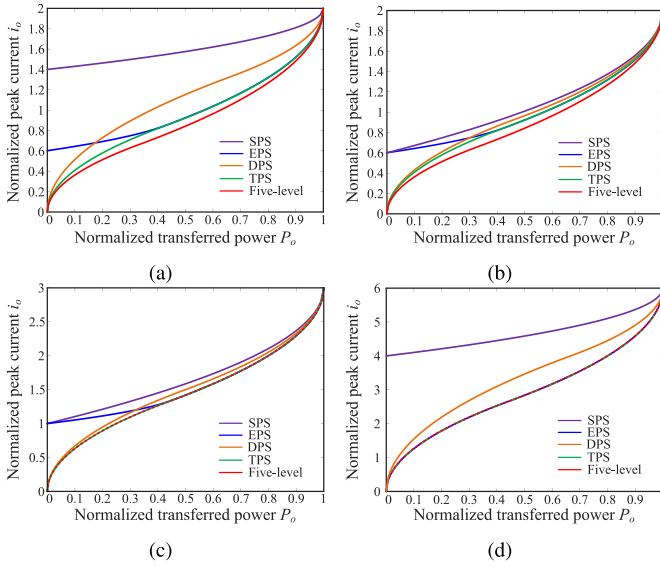 Normalized peak current i_o
2
1.8
1.6
1.4
1.2
1
0.8
0.6
0.4
0.2
0
SPS
EPS
DPS
TPS
Five-level
0 0.1 0.2 0.3 0.4 0.5 0.6 0.7 0.8 0.9 1
Normalized transferred power P_o
(a)
Normalized peak current i_o
2
1.8
1.6
1.4
1.2
1
0.8
0.6
0.4
0.2
0
SPS
EPS
DPS
TPS
Five-level
0 0.1 0.2 0.3 0.4 0.5 0.6 0.7 0.8 0.9
Normalized transferred power P_o
(b)
Normalized peak current i_o
3
2.5
2
1.5
1
0.5
0
SPS
EPS
DPS
TPS
Five-level
0 0.1 0.2 0.3 0.4 0.5 0.6 0.7 0.8 0.9 1
Normalized transferred power P_o
(c)
Normalized peak current i_o
6
5
4
3
2
1
0
SPS
EPS
DPS
TPS
Five-level
0 0.1 0.2 0.3 0.4 0.5 0.6 0.7 0.8 0.9
Normalized transferred power P_o
(d)